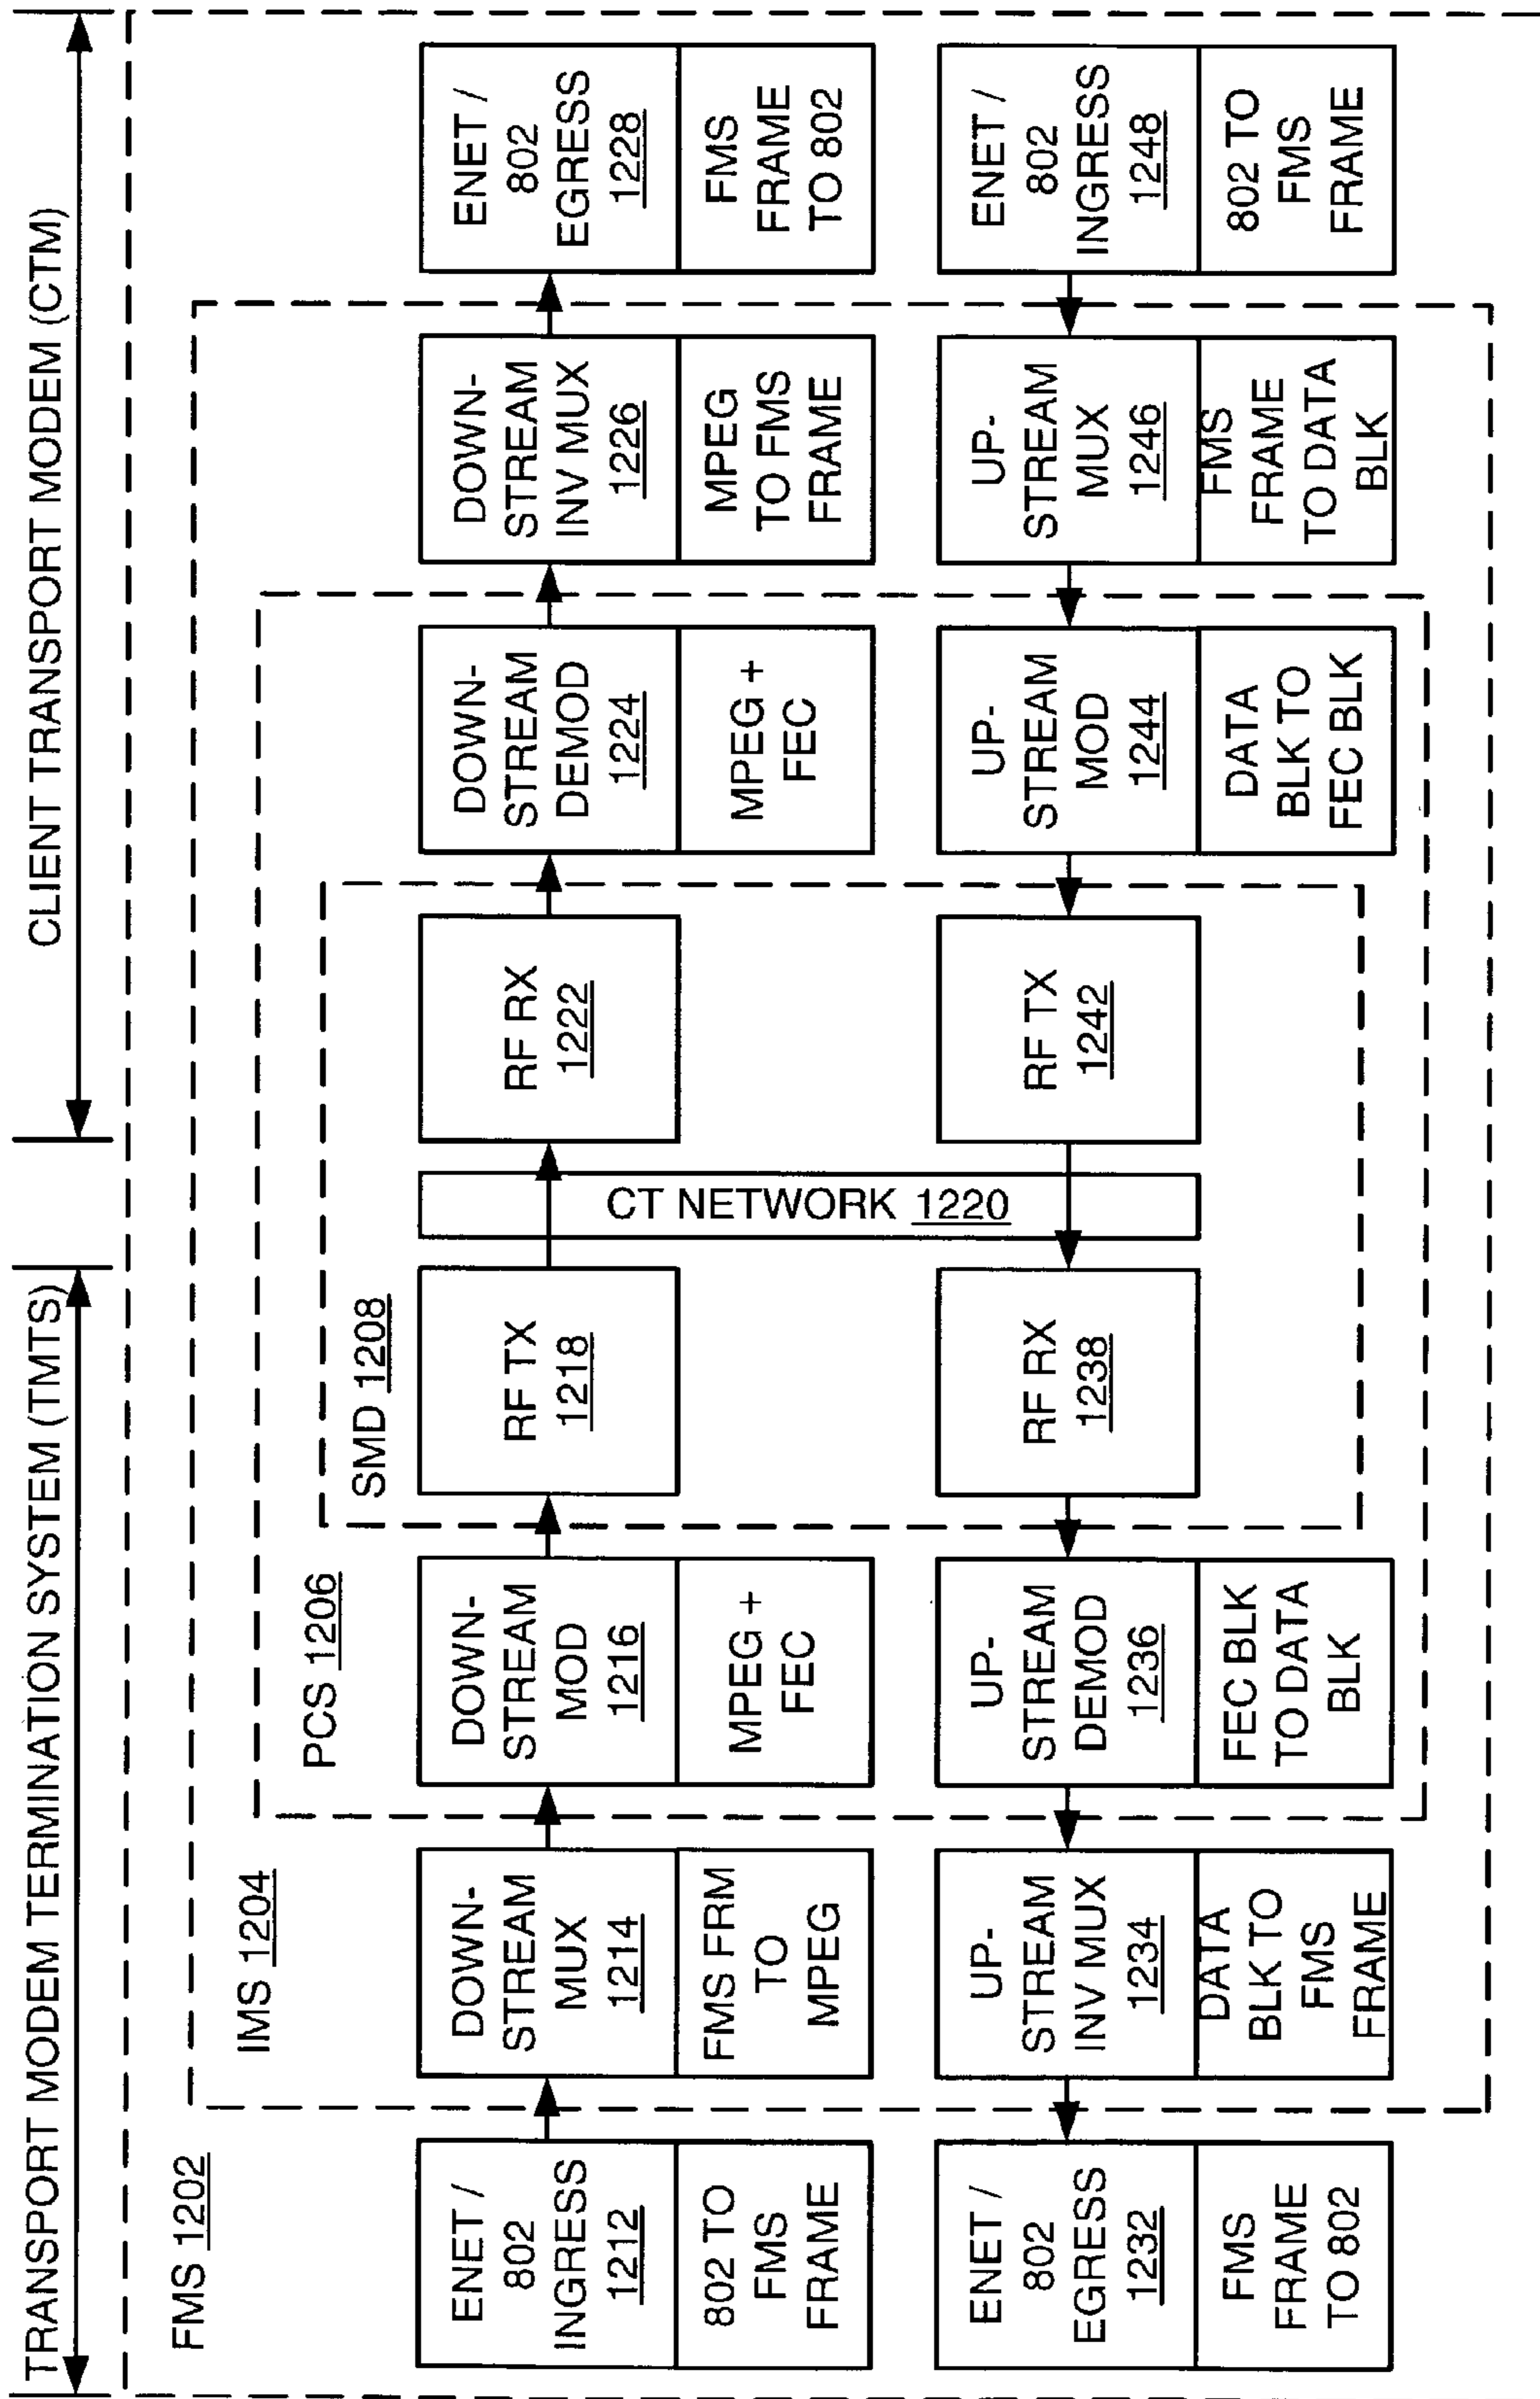 TRANSPORT MODEM TERMINATION SYSTEM (TMTS)
CLIENT TRANSPORT MODEM (CTM)
FMS 1202
IMS 1204
PCS 1206
SMD 1208
ENET /
802
INGRESS
1212
802 TO
FMS
FRAME
DOWN-
STREAM
MUX
1214
FMS FRM
TO
MPEG
DOWN-
STREAM
MOD
1216
MPEG +
FEC
RF TX
1218
CT NETWORK 1220
RF RX
1222
DOWN-
STREAM
DEMOD
1224
MPEG +
FEC
DOWN-
STREAM
INV MUX
1226
MPEG
TO FMS
FRAME
ENET /
802
EGRESS
1228
FMS
FRAME
TO 802
ENET /
802
EGRESS
1232
FMS
FRAME
TO 802
UP-
STREAM
INV MUX
1234
DATA
BLK TO
FMS
FRAME
UP-
STREAM
DEMOD
1236
FEC BLK
TO DATA
BLK
RF RX
1238
RF TX
1242
UP-
STREAM
MOD
1244
DATA
BLK TO
FEC BLK
UP-
STREAM
MUX
1246
FMS
FRAME
TO DATA
BLK
ENET /
802
INGRESS
1248
802 TO
FMS
FRAME